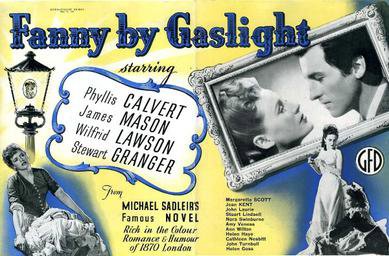 Fanny by Gaslight
starring
Phyllis CALVERT
James MASON
Wilfrid LAWSON
Stewart GRANGER
From
MICHAEL SADLEIR'S
Famous NOVEL
Rich in the Colour
Romance & Humour
of 1870 London
Margaretta SCOTT
Jean KENT
John Laurie
Stuart Lindsell
Nora Swinburne
Amy Veness
Ann Wilton
Helen Haye
Cathleen Nesbitt
John Turnbull
Helen Goss
GFD